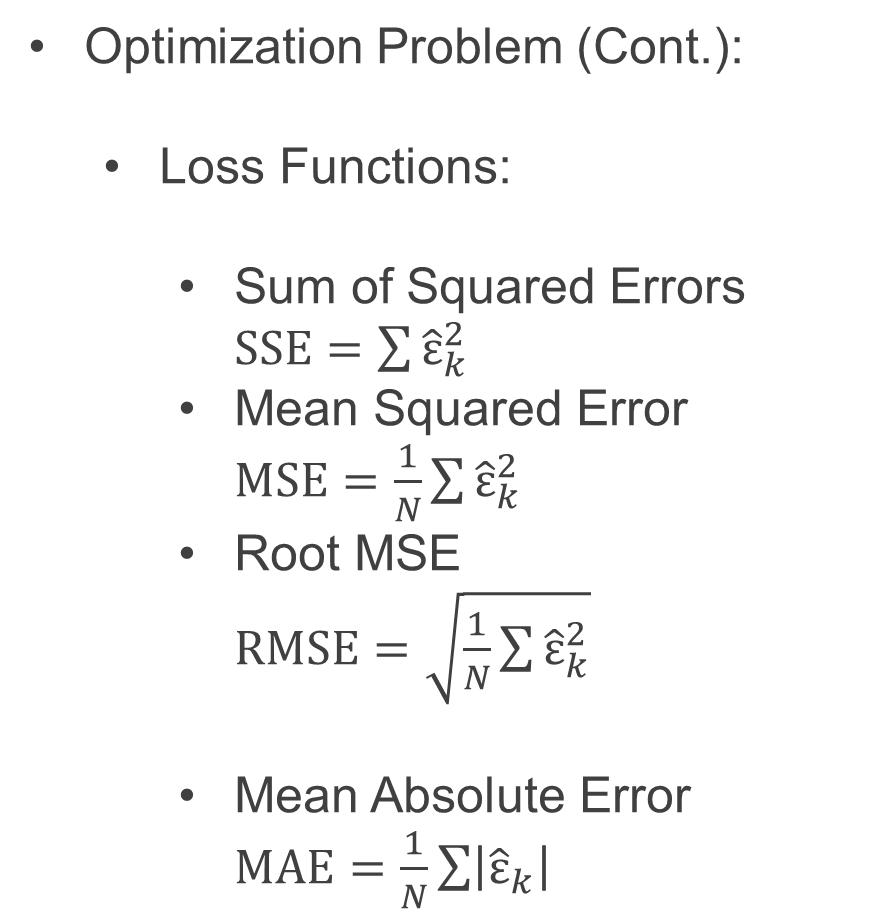 • Optimization Problem (Cont.):
• Loss Functions:
• Sum of Squared Errors
SSE = ∑ ε̂²ₖ
• Mean Squared Error
MSE = 1/N ∑ ε̂²ₖ
• Root MSE
RMSE = √(1/N ∑ ε̂²ₖ)
• Mean Absolute Error
MAE = 1/N ∑|ε̂ₖ|